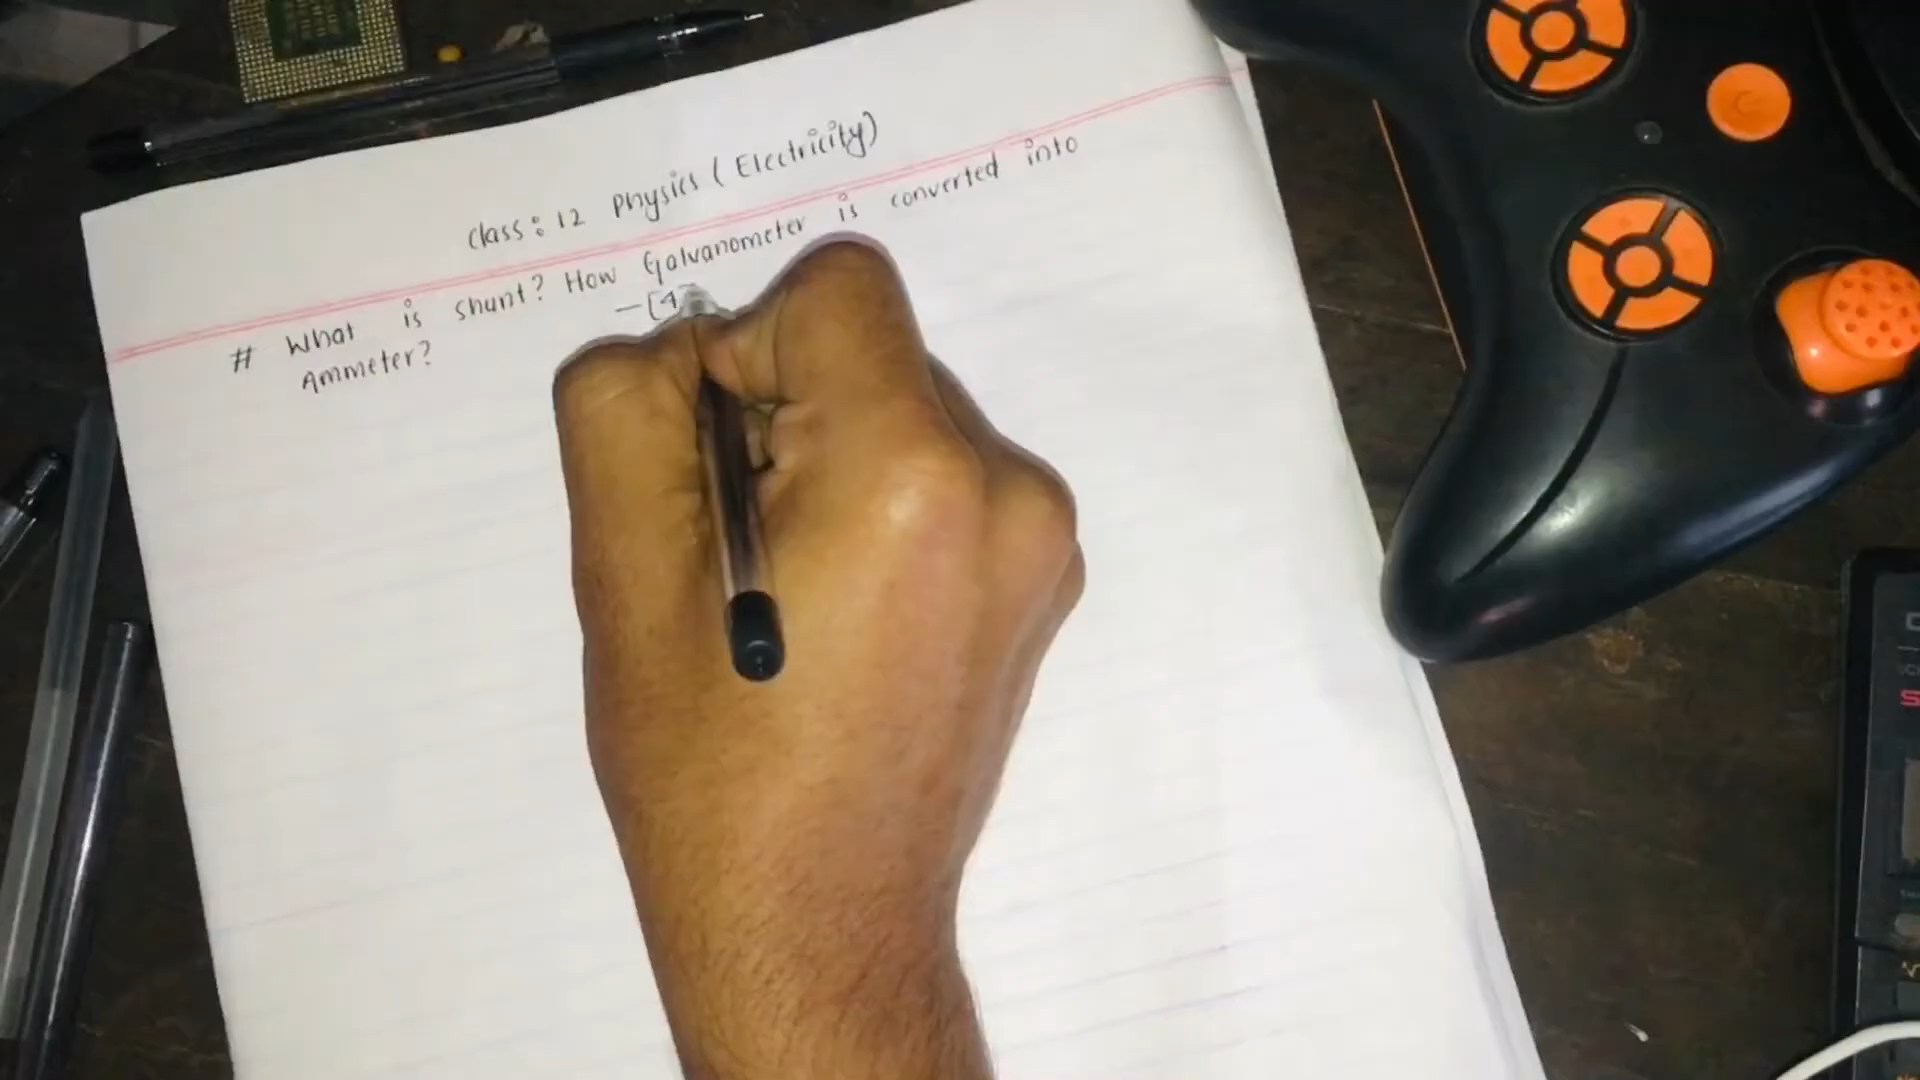 class: 12 Physics (Electricity)
# What is shunt? How Galvanometer is converted into
Ammeter? -[4]